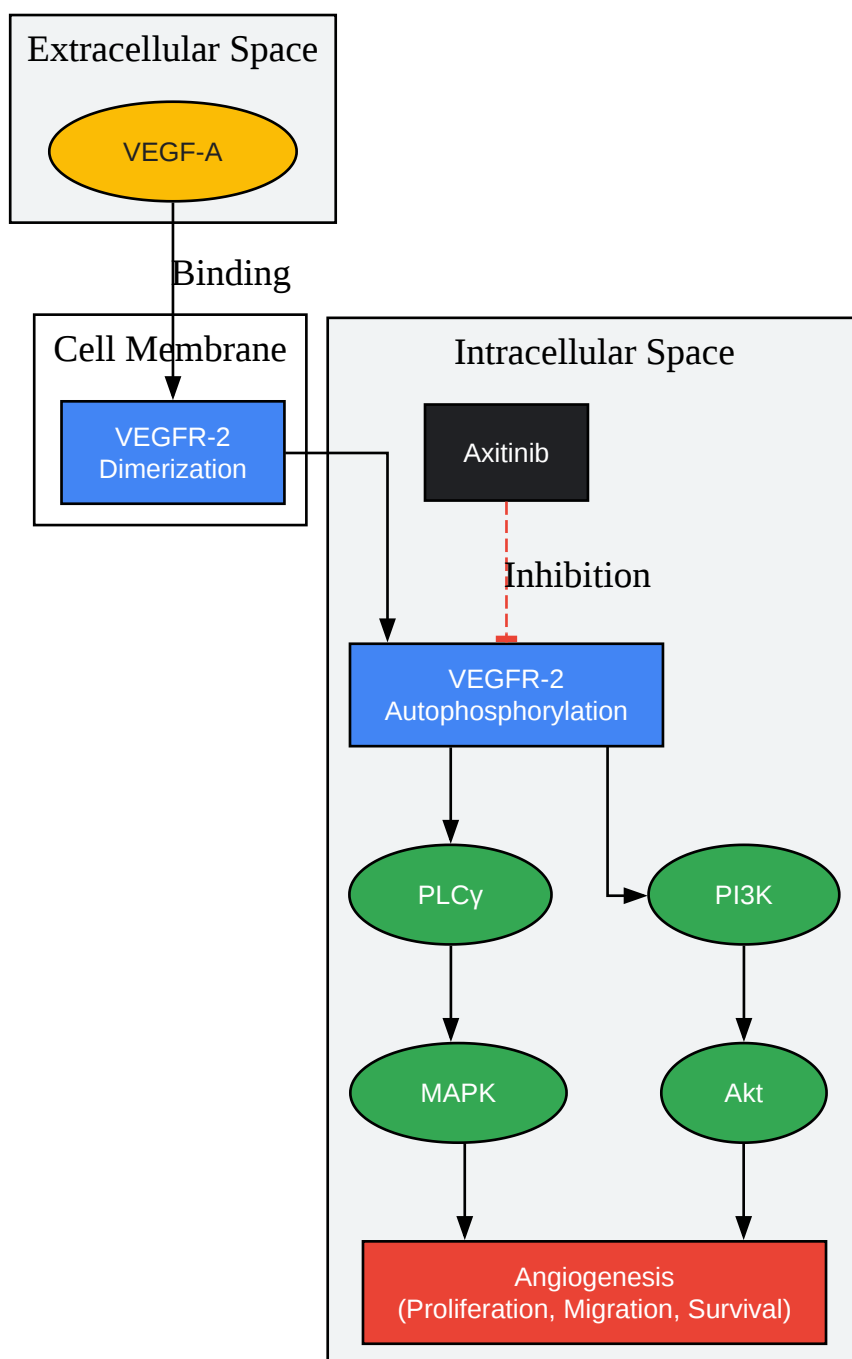 Extracellular Space
VEGF-A
Binding
Cell Membrane
VEGFR-2
Dimerization
Intracellular Space
Axitinib
Inhibition
VEGFR-2
Autophosphorylation
PLCγ
PI3K
MAPK
Akt
Angiogenesis
(Proliferation, Migration, Survival)